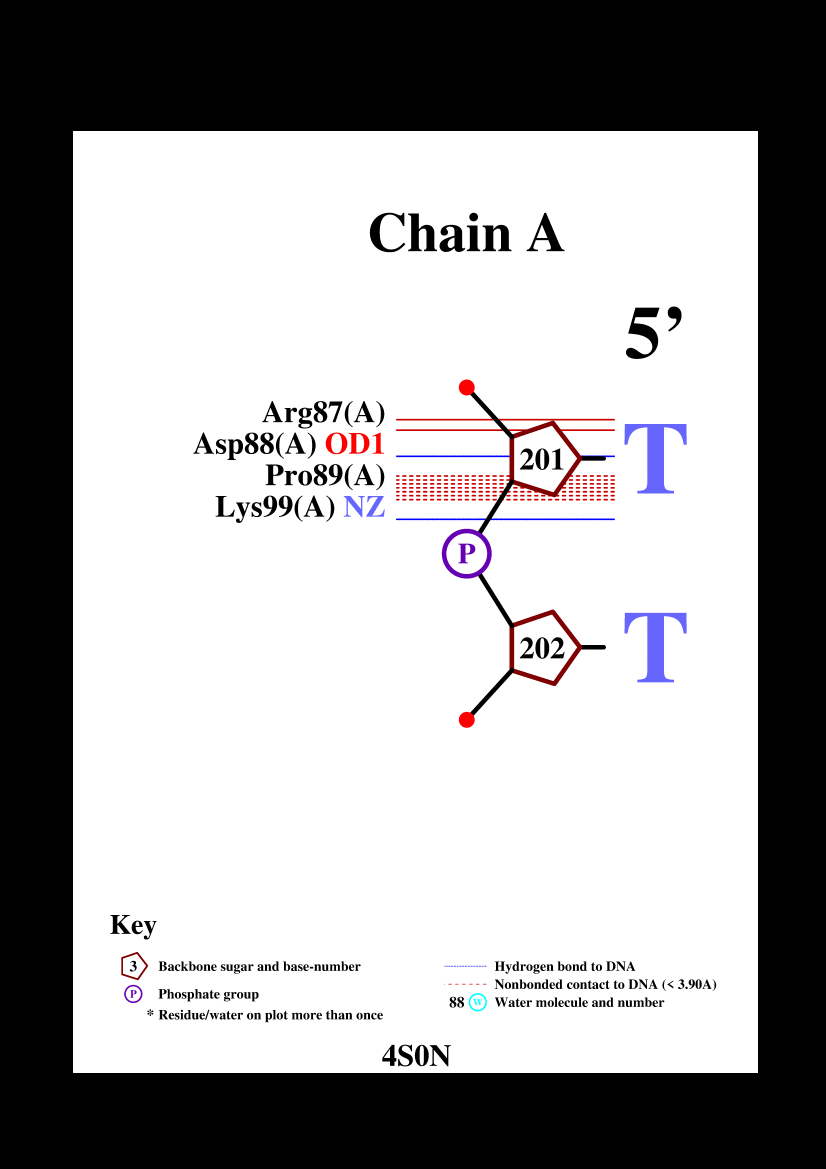 Chain A
5’
Arg87(A)
Asp88(A) OD1
Pro89(A)
Lys99(A) NZ
201
T
P
202
T
Key
3 Backbone sugar and base-number
P Phosphate group
* Residue/water on plot more than once
Hydrogen bond to DNA
Nonbonded contact to DNA (< 3.90A)
88 W Water molecule and number
4S0N